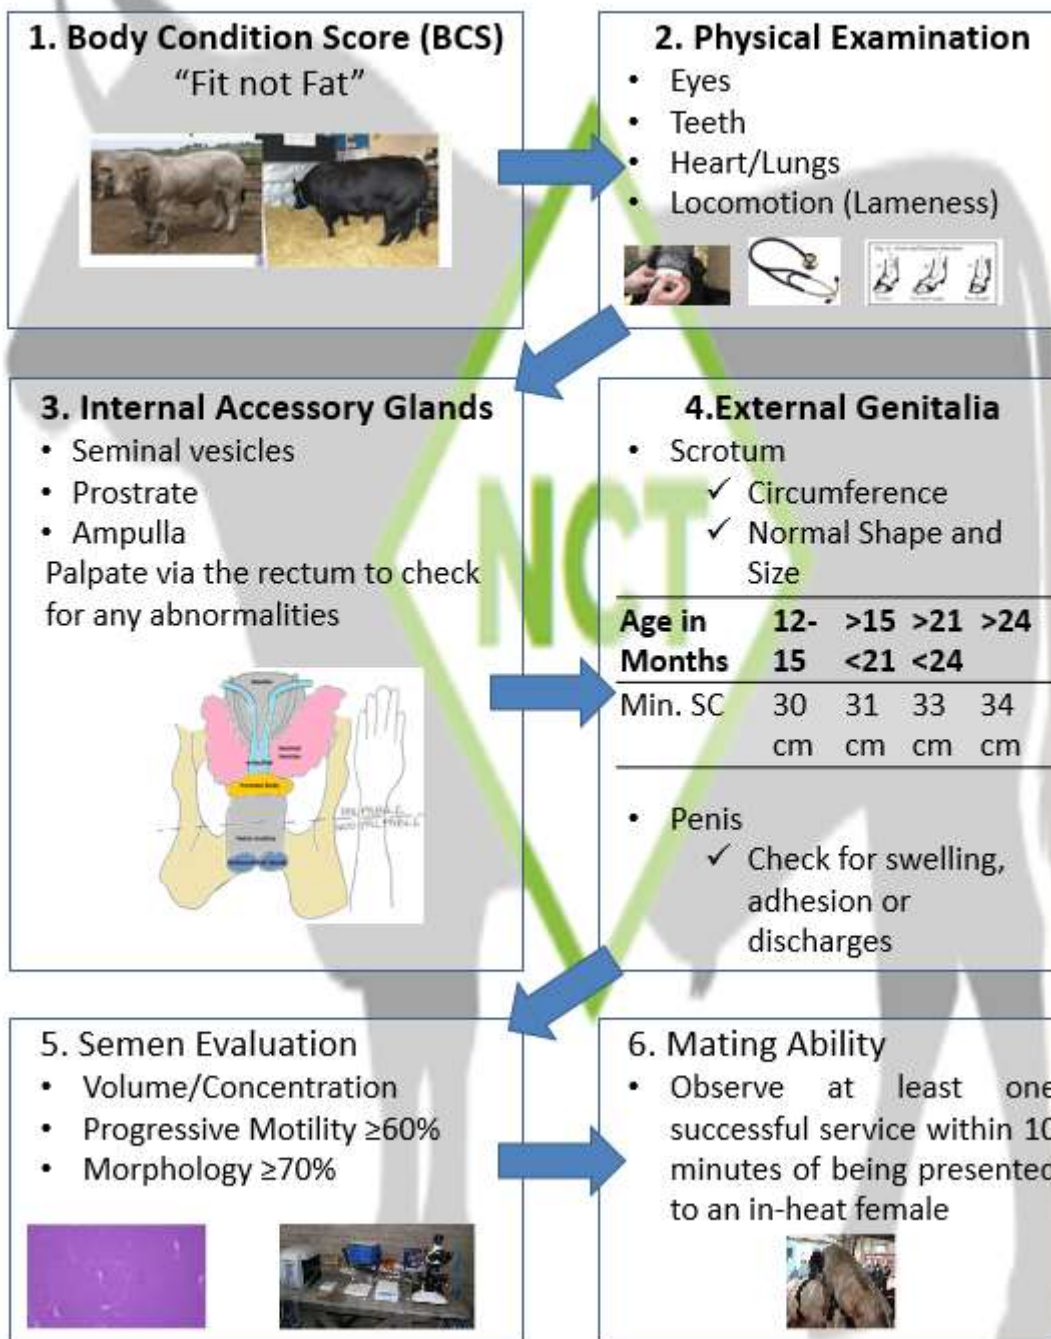 1. Body Condition Score (BCS)
“Fit not Fat”
2. Physical Examination
• Eyes
• Teeth
• Heart/Lungs
• Locomotion (Lameness)
3. Internal Accessory Glands
• Seminal vesicles
• Prostrate
• Ampulla
Palpate via the rectum to check
for any abnormalities
PALPABLE
NON PALPABLE
4.External Genitalia
• Scrotum
✓ Circumference
✓ Normal Shape and
Size
Age in 12- >15 >21 >24
Months 15 <21 <24
Min. SC 30 31 33 34
cm cm cm cm
• Penis
✓ Check for swelling,
adhesion or
discharges
NCT
5. Semen Evaluation
• Volume/Concentration
• Progressive Motility ≥60%
• Morphology ≥70%
6. Mating Ability
• Observe at least one
successful service within 10
minutes of being presented
to an in-heat female